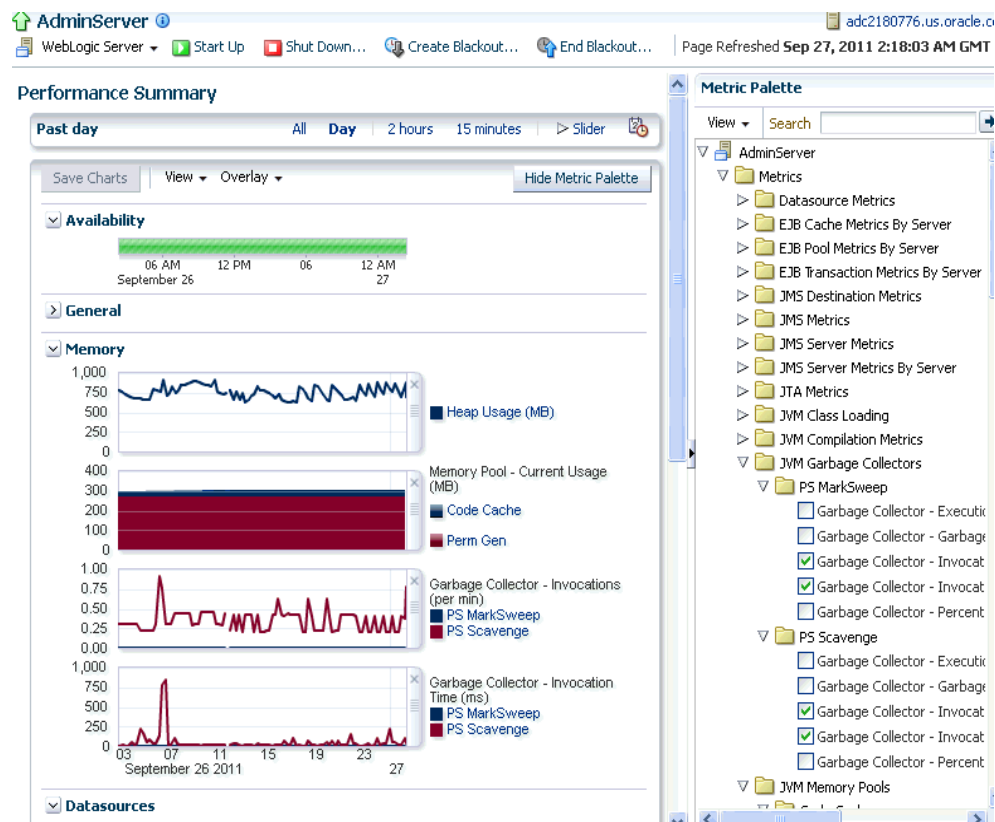 AdminServer
adc2180776.us.oracle.co
WebLogic Server Start Up Shut Down... Create Blackout... End Blackout... Page Refreshed Sep 27, 2011 2:18:03 AM GMT
Performance Summary
Past day All Day 2 hours 15 minutes Slider
Save Charts View Overlay Hide Metric Palette
Availability
06 AM 12 PM 06 12 AM
September 26 27
General
Memory
1,000
750
500
250
0
Heap Usage (MB)
400
300
200
100
0
Memory Pool - Current Usage
(MB)
Code Cache
Perm Gen
1.00
0.75
0.50
0.25
0.00
Garbage Collector - Invocations
(per min)
PS MarkSweep
PS Scavenge
1,000
750
500
250
0
Garbage Collector - Invocation
Time (ms)
PS MarkSweep
PS Scavenge
03 07 11 15 19 23
September 26 2011 27
Datasources
Metric Palette
View Search
AdminServer
Metrics
Datasource Metrics
EJB Cache Metrics By Server
EJB Pool Metrics By Server
EJB Transaction Metrics By Server
JMS Destination Metrics
JMS Metrics
JMS Server Metrics
JMS Server Metrics By Server
JTA Metrics
JVM Class Loading
JVM Compilation Metrics
JVM Garbage Collectors
PS MarkSweep
Garbage Collector - Executio
Garbage Collector - Garbage
Garbage Collector - Invocat
Garbage Collector - Invocat
Garbage Collector - Percent
PS Scavenge
Garbage Collector - Executio
Garbage Collector - Garbage
Garbage Collector - Invocat
Garbage Collector - Invocat
Garbage Collector - Percent
JVM Memory Pools